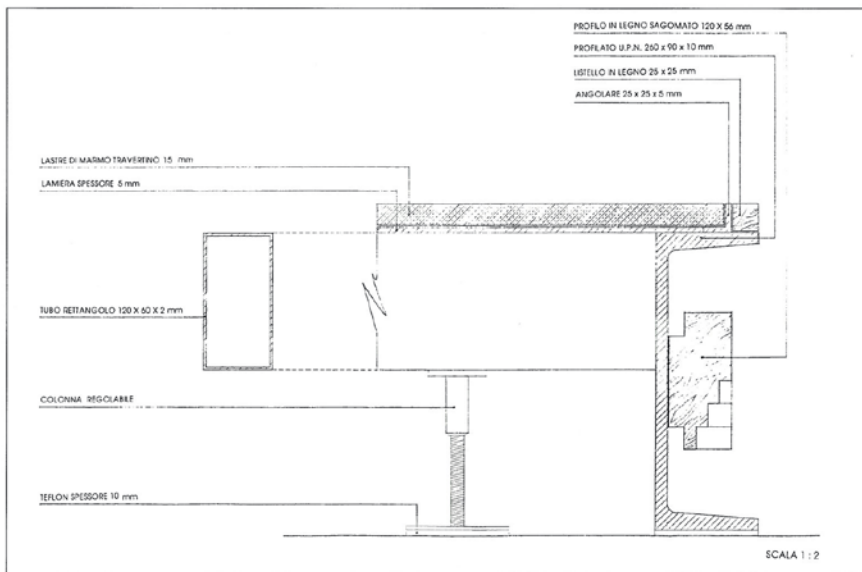 PROFILO IN LEGNO SAGOMATO 120 X 56 mm
PROFILATO U.P.N. 260 x 90 x 10 mm
LISTELLO IN LEGNO 25 x 25 mm
ANGOLARE 25 x 25 x 5 mm
LASTRE DI MARMO TRAVERTINO 15 mm
LAMIERA SPESSORE 5 mm
TUBO RETTANGOLO 120 X 60 X 2 mm
COLONNA REGOLABILE
TEFLON SPESSORE 10 mm
SCALA 1 : 2